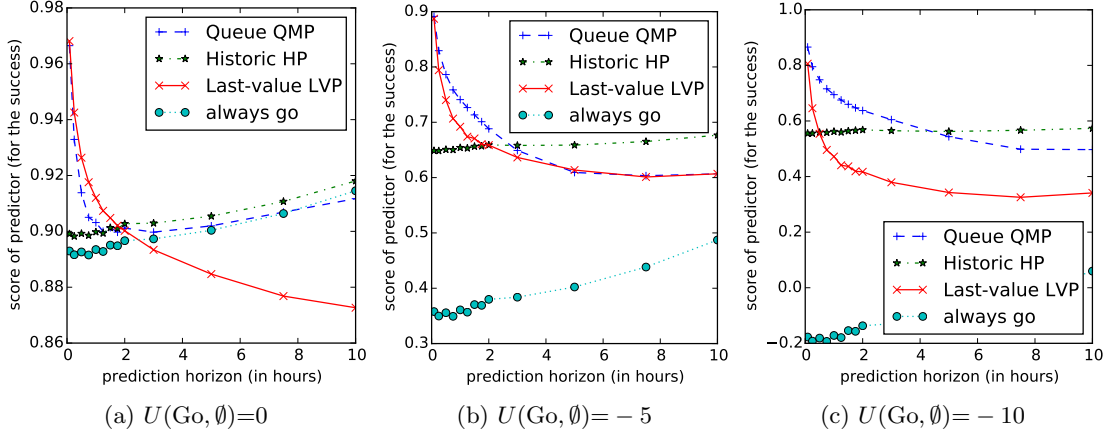 0.98
0.96
0.94
0.92
0.90
0.88
0.86
score of predictor (for the success)
Queue QMP
Historic HP
Last-value LVP
always go
0 2 4 6 8 10
prediction horizon (in hours)
(a) U(Go, ∅)=0
0.9
0.8
0.7
0.6
0.5
0.4
0.3
score of predictor (for the success)
Queue QMP
Historic HP
Last-value LVP
always go
0 2 4 6 8 10
prediction horizon (in hours)
(b) U(Go, ∅)= − 5
1.0
0.8
0.6
0.4
0.2
0.0
−0.2
score of predictor (for the success)
Queue QMP
Historic HP
Last-value LVP
always go
0 2 4 6 8 10
prediction horizon (in hours)
(c) U(Go, ∅)= − 10